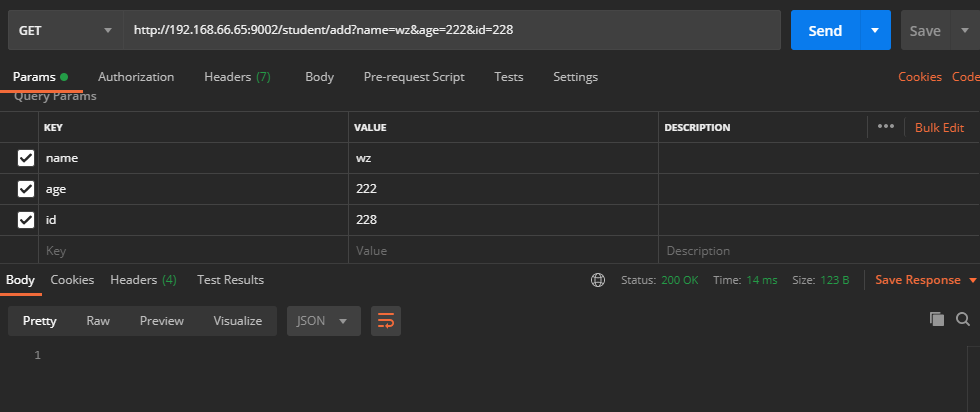 GET http://192.168.66.65:9002/student/add?name=wz&age=222&id=228 Send Save
Params Authorization Headers (7) Body Pre-request Script Tests Settings Cookies Code
Query Params
KEY VALUE DESCRIPTION ••• Bulk Edit
name wz
age 222
id 228
Key Value Description
Body Cookies Headers (4) Test Results Status: 200 OK Time: 14 ms Size: 123 B Save Response
Pretty Raw Preview Visualize JSON
1